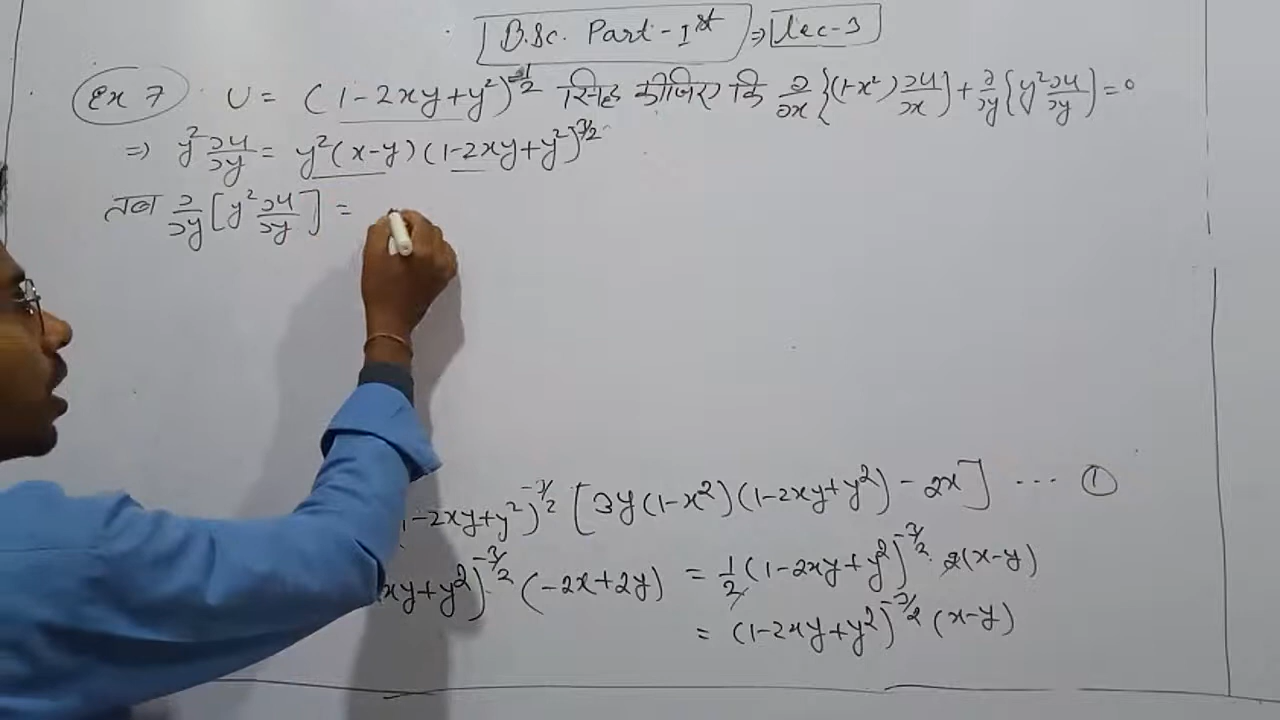 B.Sc. Part-Iˢᵗ ⇒ Lec-3
Ex 7 U = (1-2xy+y²)^-1/2 सिद्ध कीजिए कि ∂/∂x {(1-x²) ∂u/∂x} + ∂/∂y {y² ∂u/∂y} = 0
⇒ y² ∂u/∂y = y²(x-y)(1-2xy+y²)^3/2
तब ∂/∂y [y² ∂u/∂y] =
1-2xy+y²)^-3/2 [3y(1-x²)(1-2xy+y²) - 2x] ... ①
xy+y²)^-3/2 (-2x+2y) = 1/2 (1-2xy+y²)^-3/2 . 2(x-y)
= (1-2xy+y²)^-3/2 (x-y)